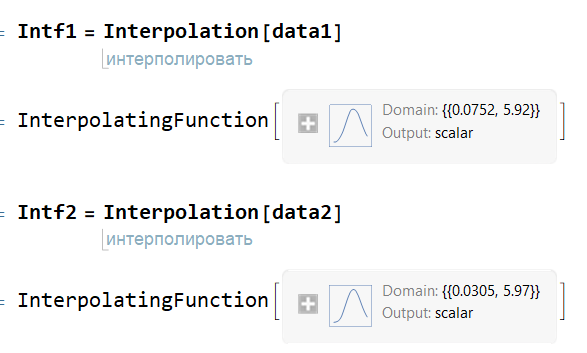 = Intf1 = Interpolation[data1]
интерполировать
= InterpolatingFunction[ Domain: {{0.0752, 5.92}}
Output: scalar ]
= Intf2 = Interpolation[data2]
интерполировать
= InterpolatingFunction[ Domain: {{0.0305, 5.97}}
Output: scalar ]